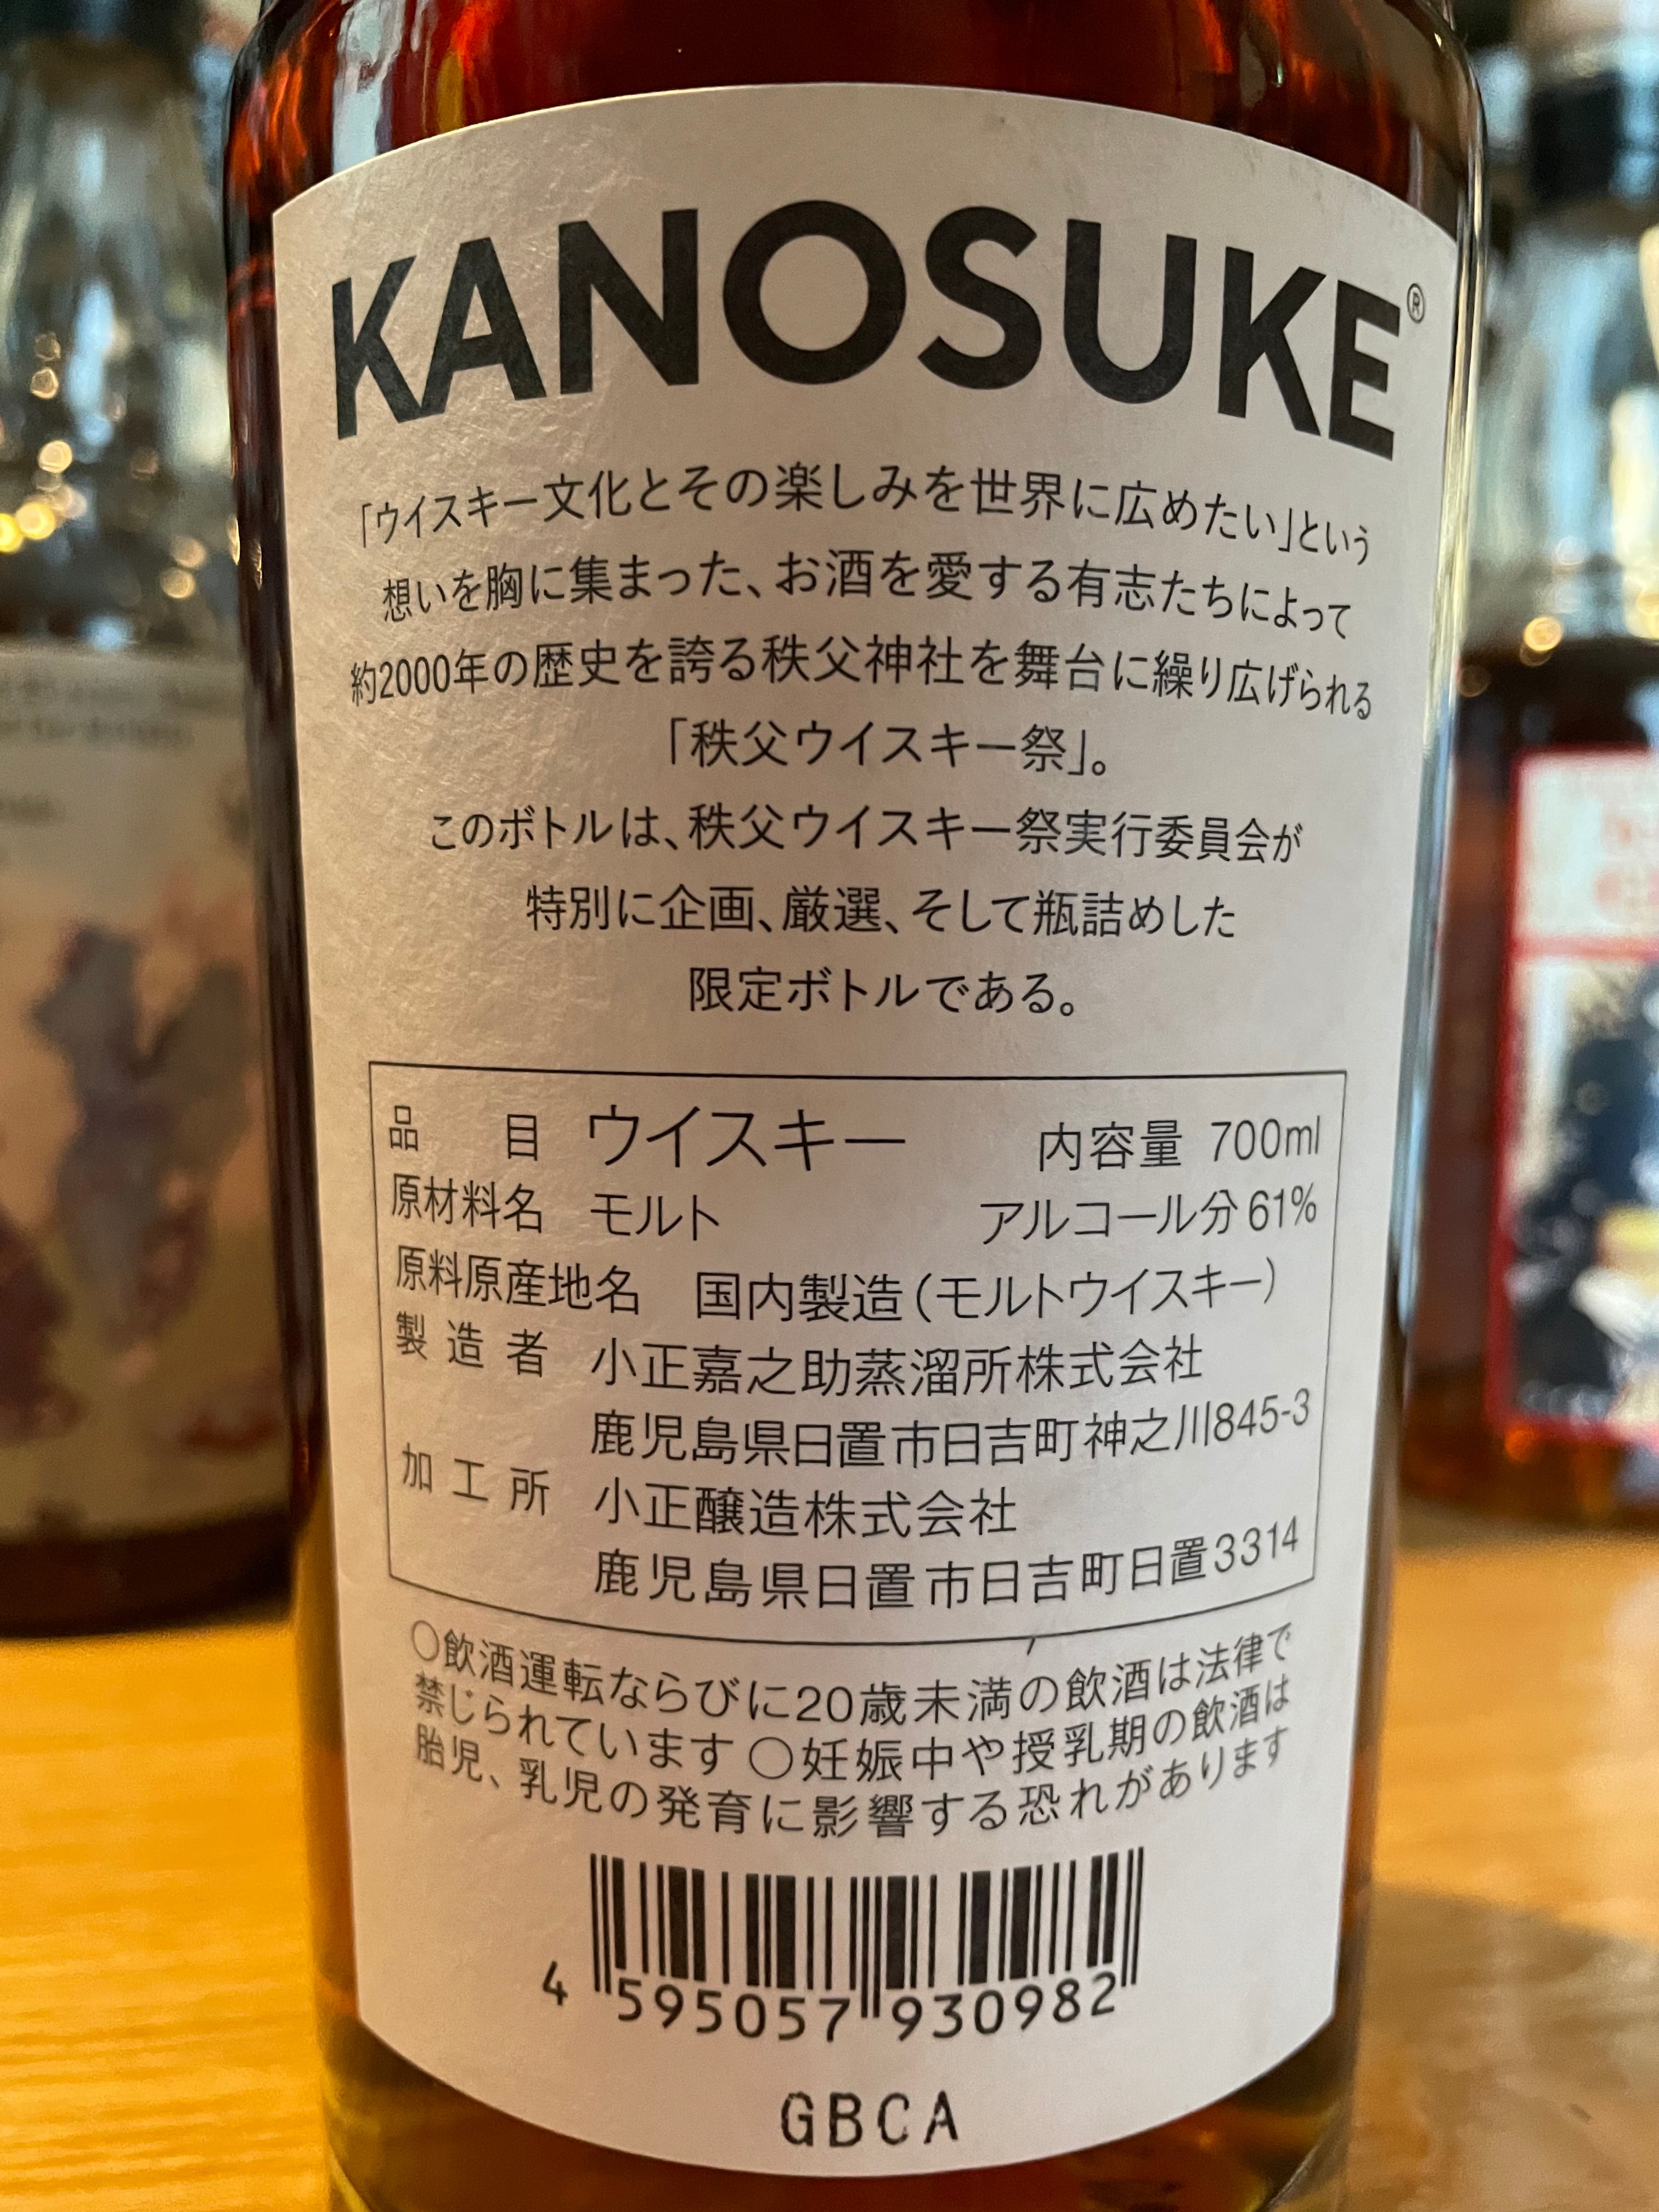 KANOSUKE®
「ウイスキー文化とその楽しみを世界に広めたい」という
想いを胸に集まった、お酒を愛する有志たちによって
約2000年の歴史を誇る秩父神社を舞台に繰り広げられる
「秩父ウイスキー祭」。
このボトルは、秩父ウイスキー祭実行委員会が
特別に企画、厳選、そして瓶詰めした
限定ボトルである。
品目 ウイスキー 内容量 700ml
原材料名 モルト アルコール分61%
原料原産地名 国内製造(モルトウイスキー)
製造者 小正嘉之助蒸溜所株式会社
鹿児島県日置市日吉町神之川845-3
加工所 小正醸造株式会社
鹿児島県日置市日吉町日置3314
○飲酒運転ならびに20歳未満の飲酒は法律で
禁じられています ○妊娠中や授乳期の飲酒は
胎児、乳児の発育に影響する恐れがあります
4 595057 930982
GBCA